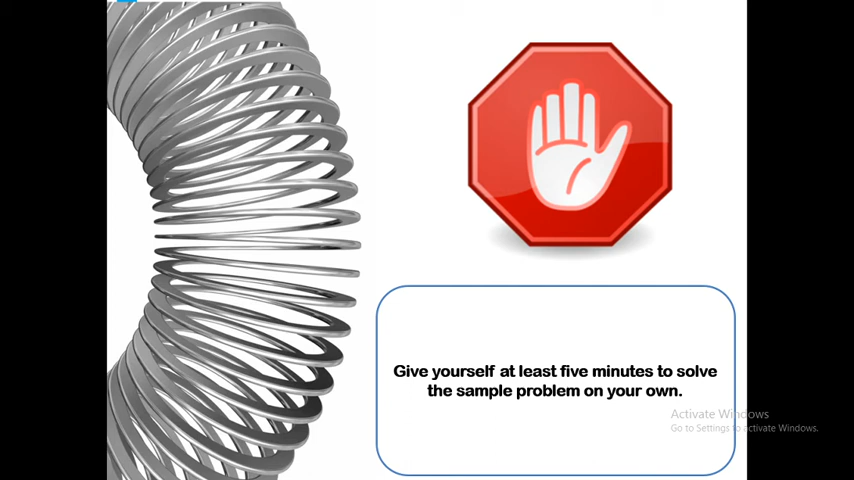 Give yourself at least five minutes to solve
the sample problem on your own.
Activate Windows
Go to Settings to activate Windows.